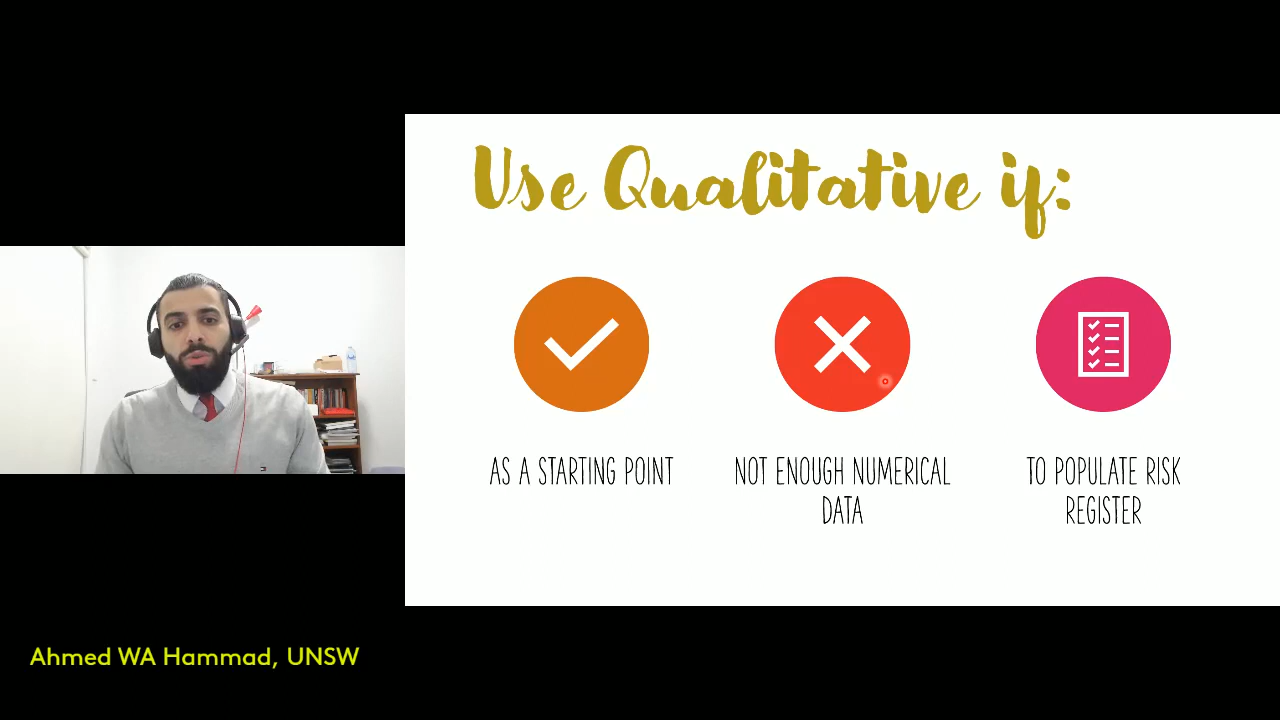 Use Qualitative if:
AS A STARTING POINT
NOT ENOUGH NUMERICAL
DATA
TO POPULATE RISK
REGISTER
Ahmed WA Hammad, UNSW